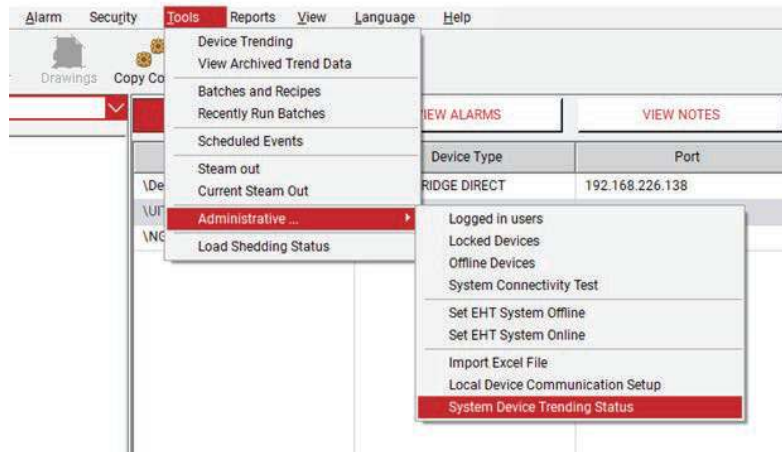 Alarm Security Tools Reports View Language Help
Drawings Copy Co
Device Trending
View Archived Trend Data
Batches and Recipes
Recently Run Batches
Scheduled Events
Steam out
Current Steam Out
Administrative ...
Load Shedding Status
IEW ALARMS VIEW NOTES
Device Type Port
\De RIDGE DIRECT 192.168.226.138
\UIT
\NG
Logged in users
Locked Devices
Offline Devices
System Connectivity Test
Set EHT System Offline
Set EHT System Online
Import Excel File
Local Device Communication Setup
System Device Trending Status